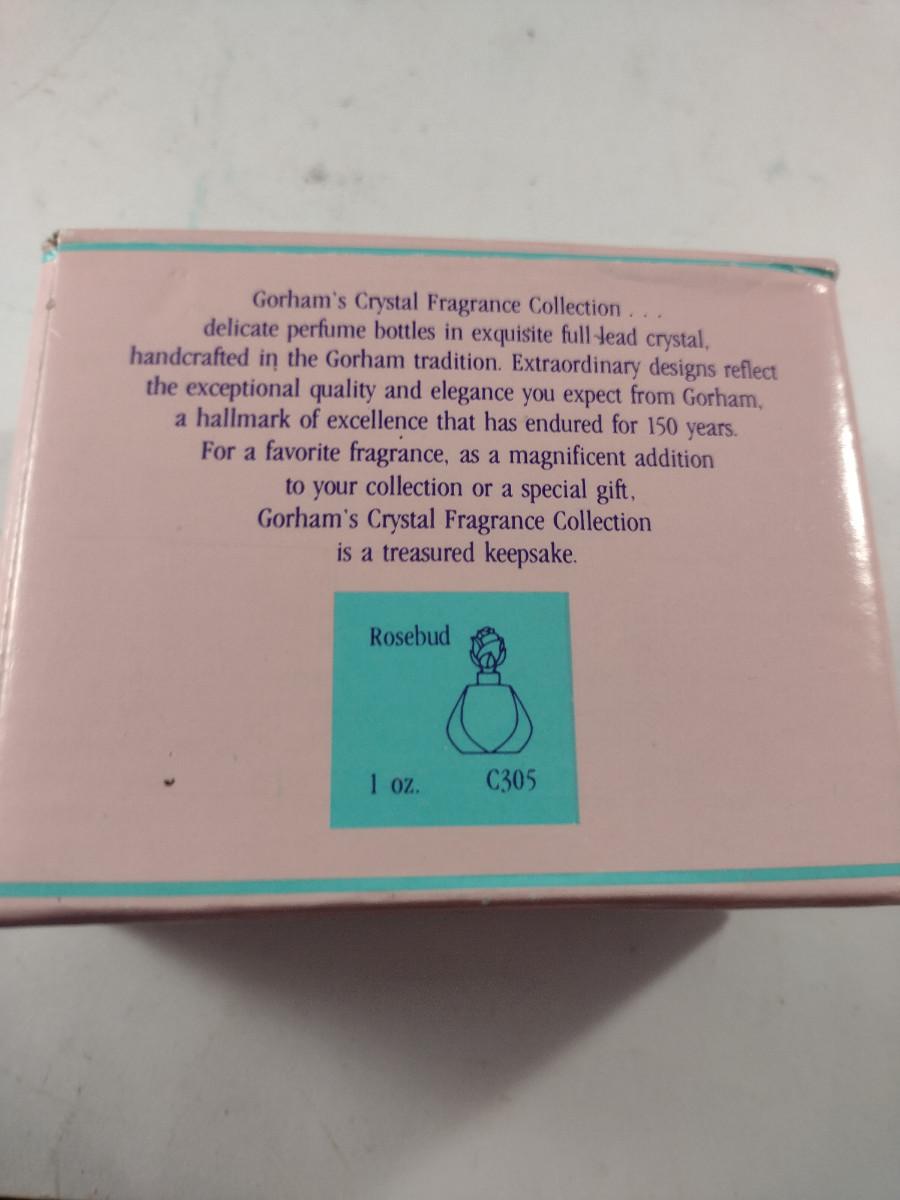 Gorham's Crystal Fragrance Collection . . .
delicate perfume bottles in exquisite full-lead crystal,
handcrafted in the Gorham tradition. Extraordinary designs reflect
the exceptional quality and elegance you expect from Gorham,
a hallmark of excellence that has endured for 150 years.
For a favorite fragrance, as a magnificent addition
to your collection or a special gift,
Gorham's Crystal Fragrance Collection
is a treasured keepsake.
Rosebud
1 oz. C305